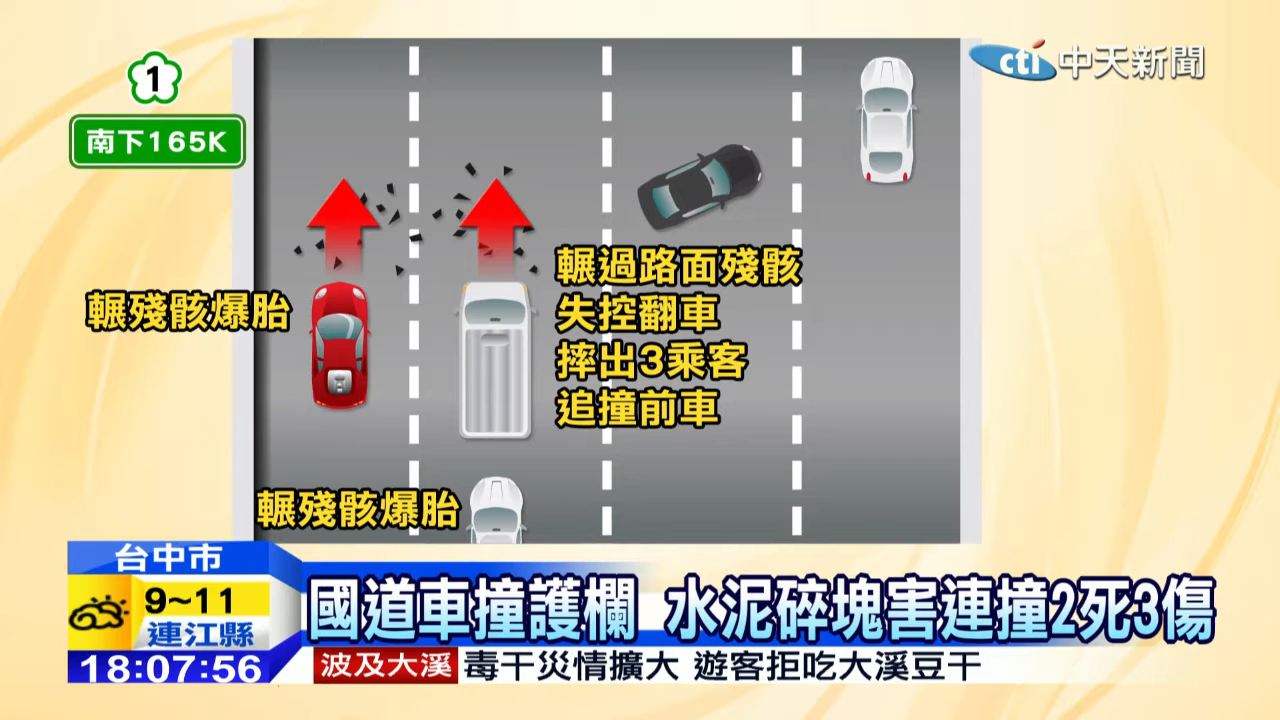 1
南下165K
cti中天新聞
輾過路面殘骸
失控翻車
摔出3乘客
追撞前車
輾殘骸爆胎
輾殘骸爆胎
台中市
9~11
連江縣
18:07:56
國道車撞護欄 水泥碎塊害連撞2死3傷
波及大溪 毒干災情擴大 遊客拒吃大溪豆干